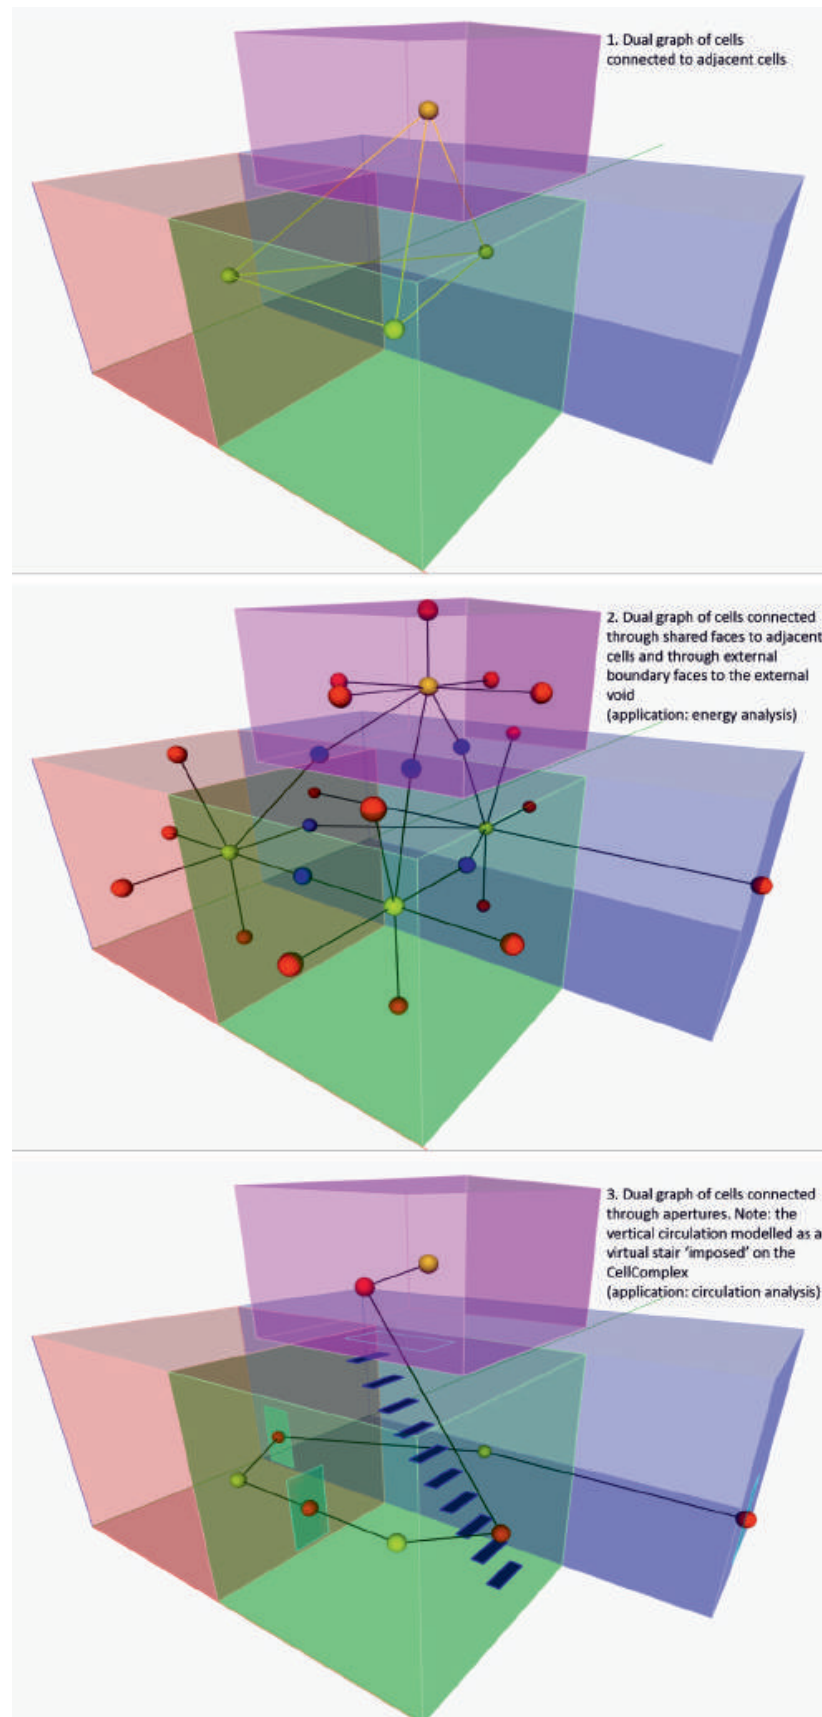 1. Dual graph of cells
connected to adjacent cells
2. Dual graph of cells connected
through shared faces to adjacent
cells and through external
boundary faces to the external
void
(application: energy analysis)
3. Dual graph of cells connected
through apertures. Note: the
vertical circulation modelled as a
virtual stair ‘imposed’ on the
CellComplex
(application: circulation analysis)